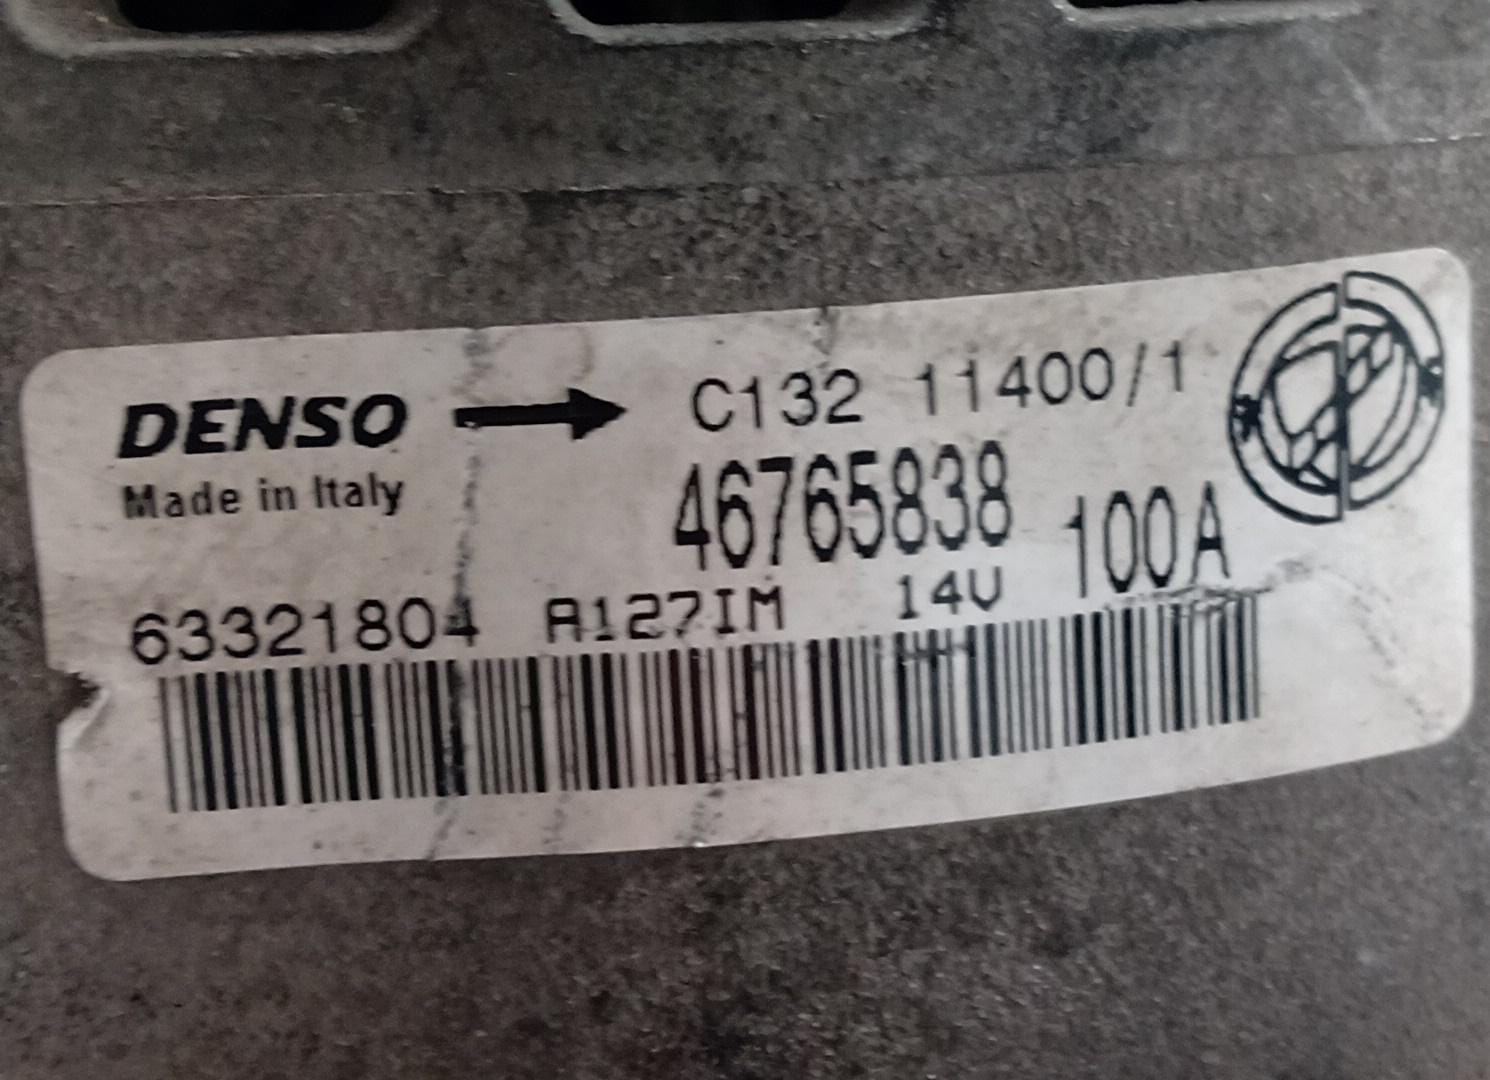 DENSO → C132 11400/1
Made in Italy
46765838 100A
63321804 A127IM 14V